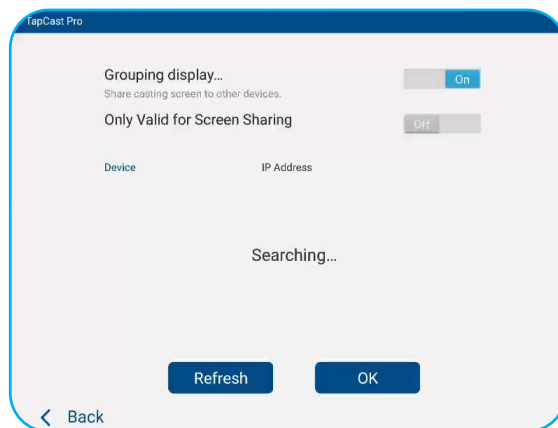 TapCast Pro
Grouping display...
On
Share casting screen to other devices.
Only Valid for Screen Sharing
Off
Device
IP Address
Searching...
Refresh
OK
Back